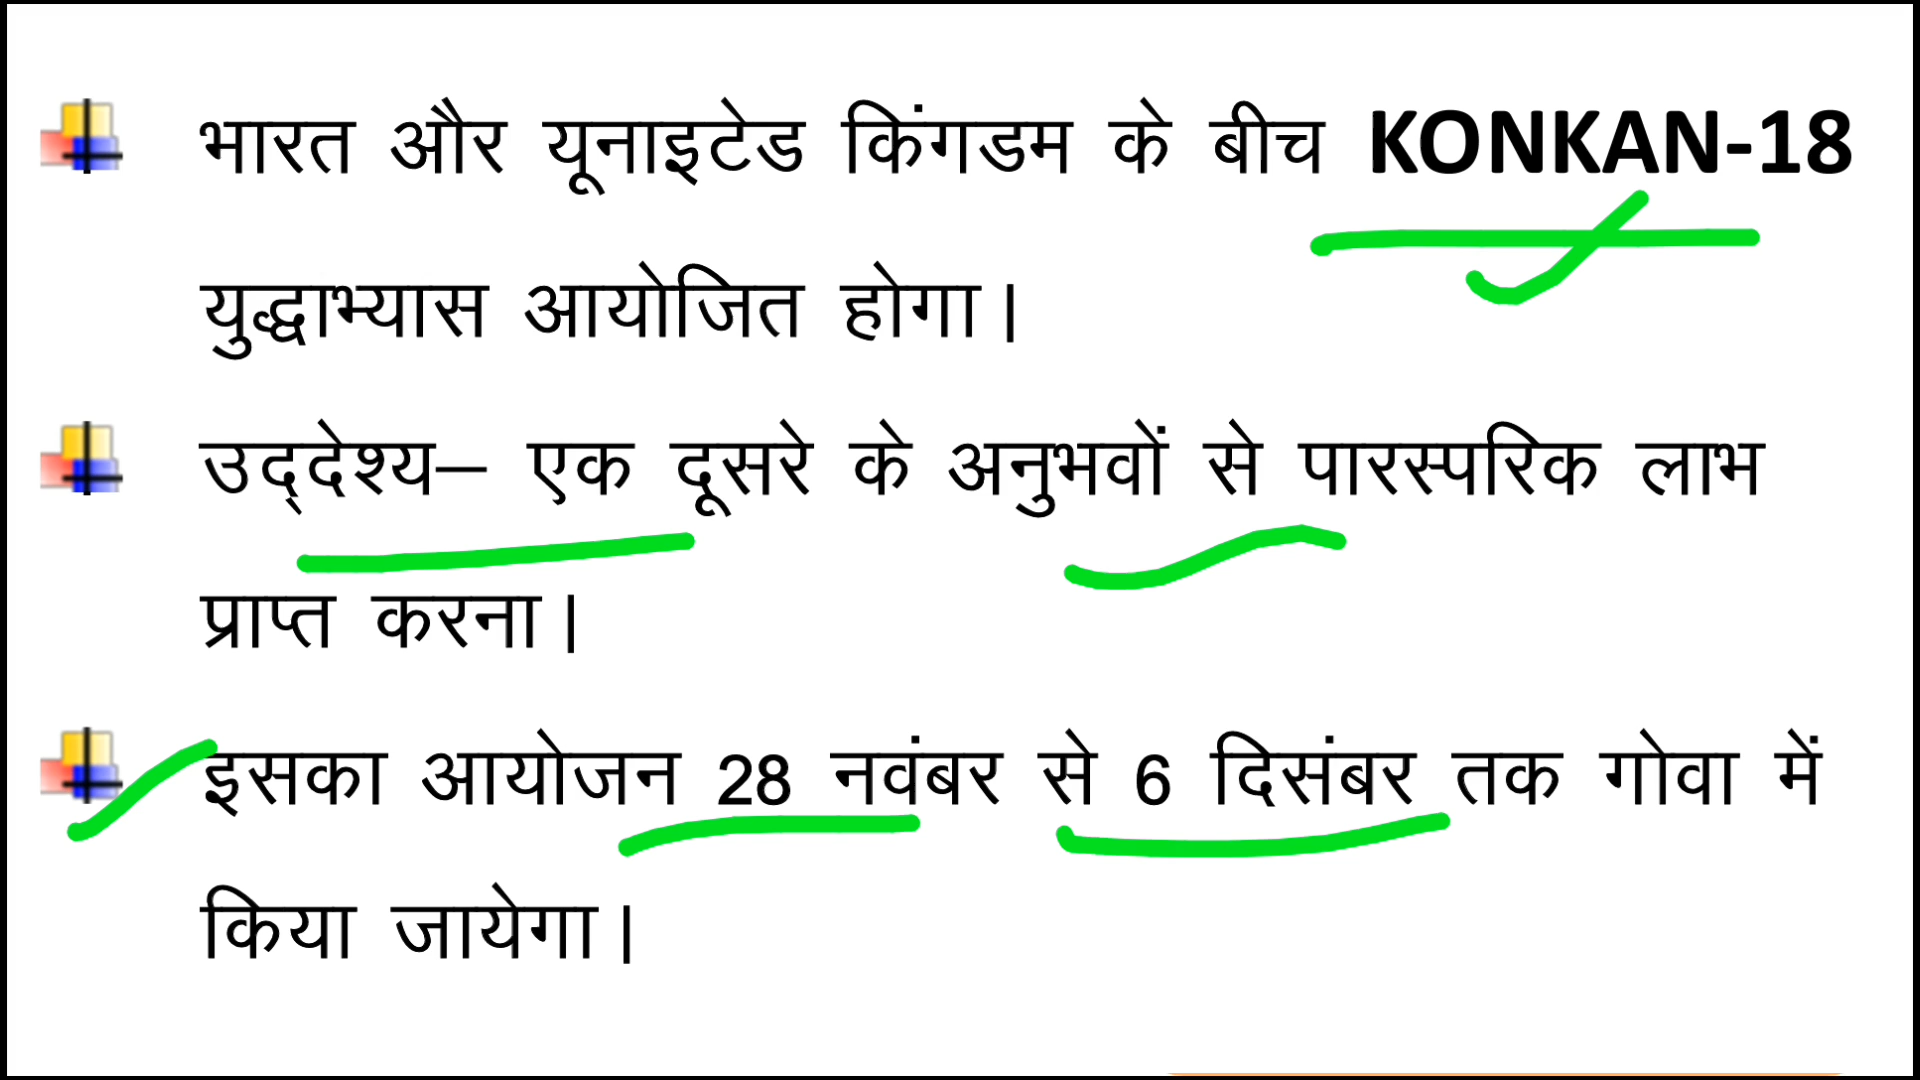 भारत और यूनाइटेड किंगडम के बीच KONKAN-18
युद्धाभ्यास आयोजित होगा।
उद्‌देश्य– एक दूसरे के अनुभवों से पारस्परिक लाभ
प्राप्त करना।
इसका आयोजन 28 नवंबर से 6 दिसंबर तक गोवा में
किया जायेगा।